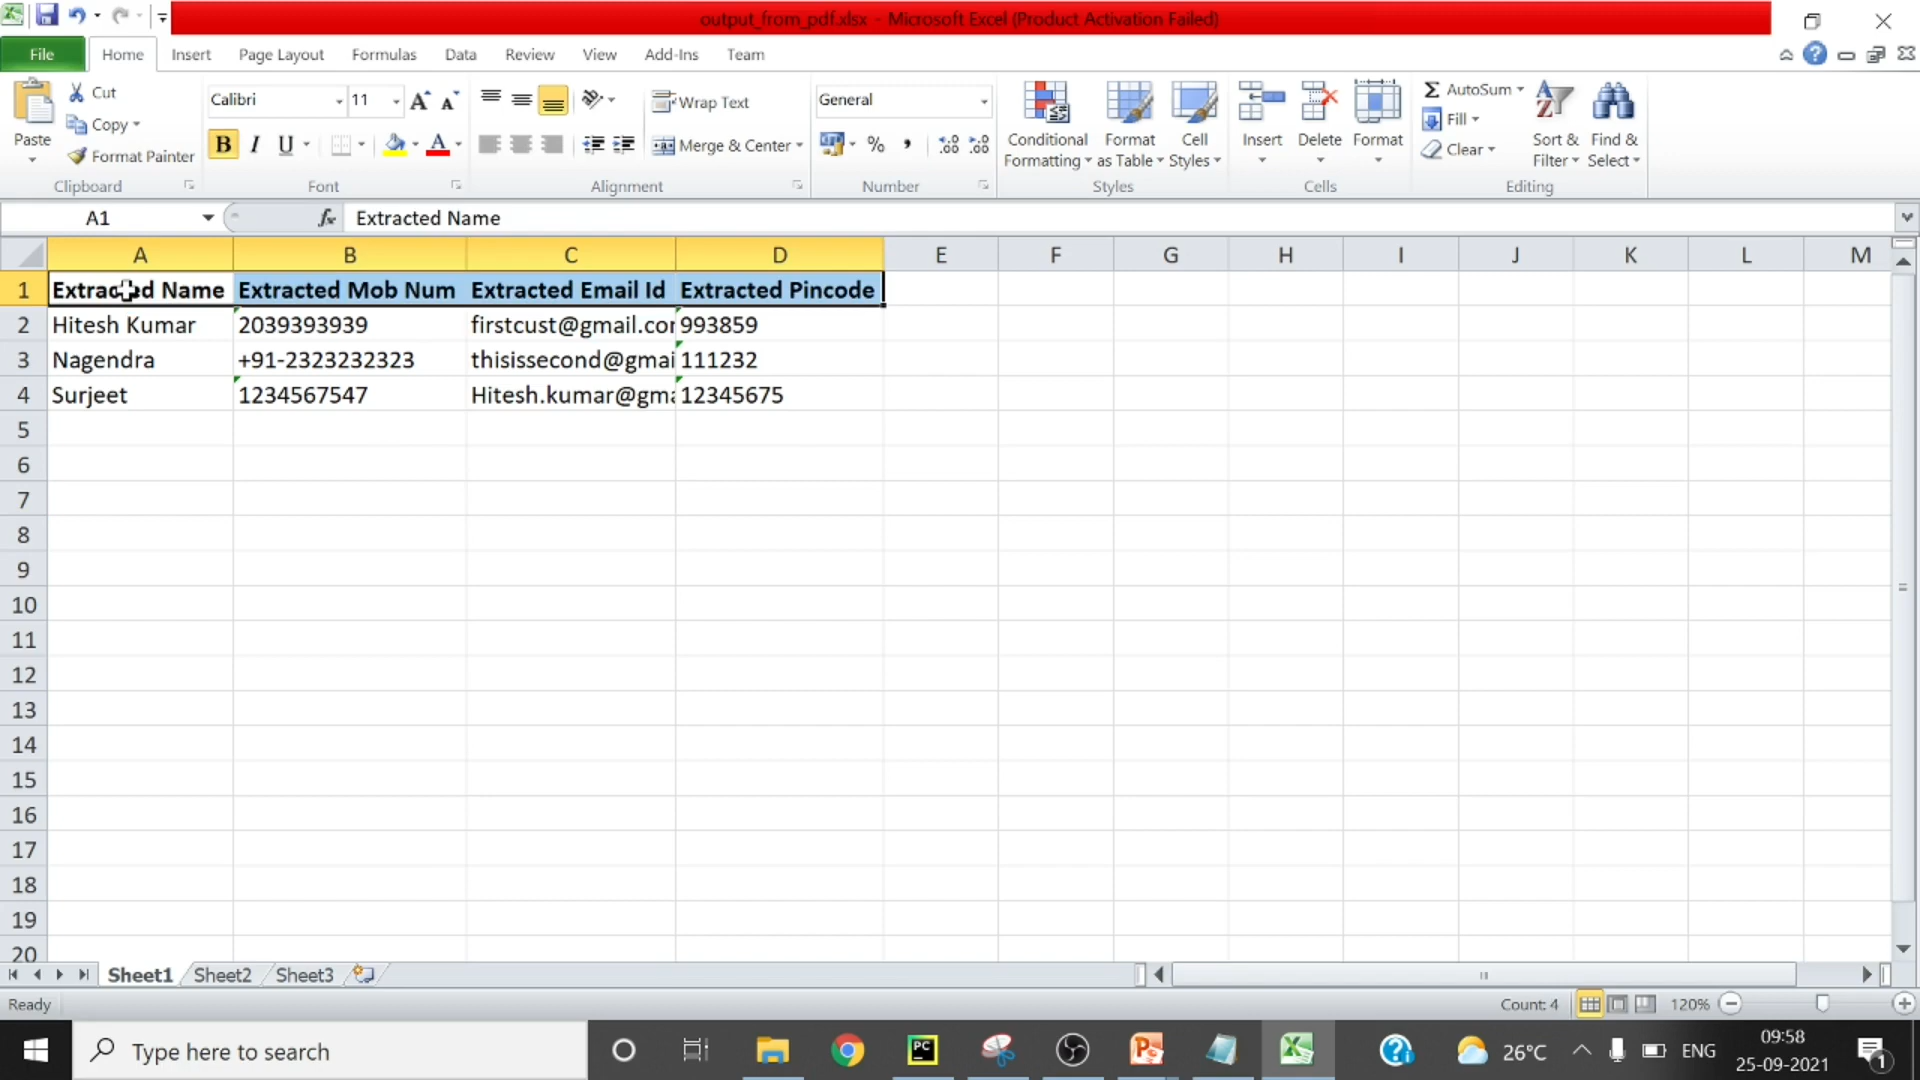 output_from_pdf.xlsx - Microsoft Excel (Product Activation Failed)
File Home Insert Page Layout Formulas Data Review View Add-Ins Team
Paste
Cut
Copy
Format Painter
Clipboard
Calibri 11
B I U A
Font
Wrap Text
Merge & Center
Alignment
General
% ,
Number
Conditional Formatting
Format as Table
Cell Styles
Styles
Insert Delete Format
Cells
Σ AutoSum
Fill
Clear
Sort & Filter
Find & Select
Editing
A1 fx Extracted Name
A B C D E F G H I J K L M
1 Extracted Name Extracted Mob Num Extracted Email Id Extracted Pincode
2 Hitesh Kumar 2039393939 firstcust@gmail.cor 993859
3 Nagendra +91-2323232323 thisissecond@gmai 111232
4 Surjeet 1234567547 Hitesh.kumar@gma 12345675
5
6
7
8
9
10
11
12
13
14
15
16
17
18
19
20
Sheet1 Sheet2 Sheet3
Ready Count: 4 120%
Type here to search
PC
26°C ENG
09:58
25-09-2021
1